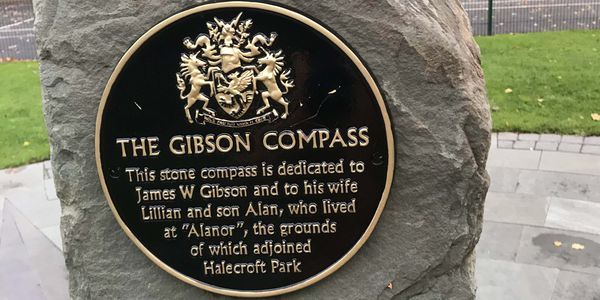 THE GIBSON COMPASS
This stone compass is dedicated to
James W Gibson and to his wife
Lillian and son Alan, who lived
at "Alanor", the grounds
of which adjoined
Halecroft Park